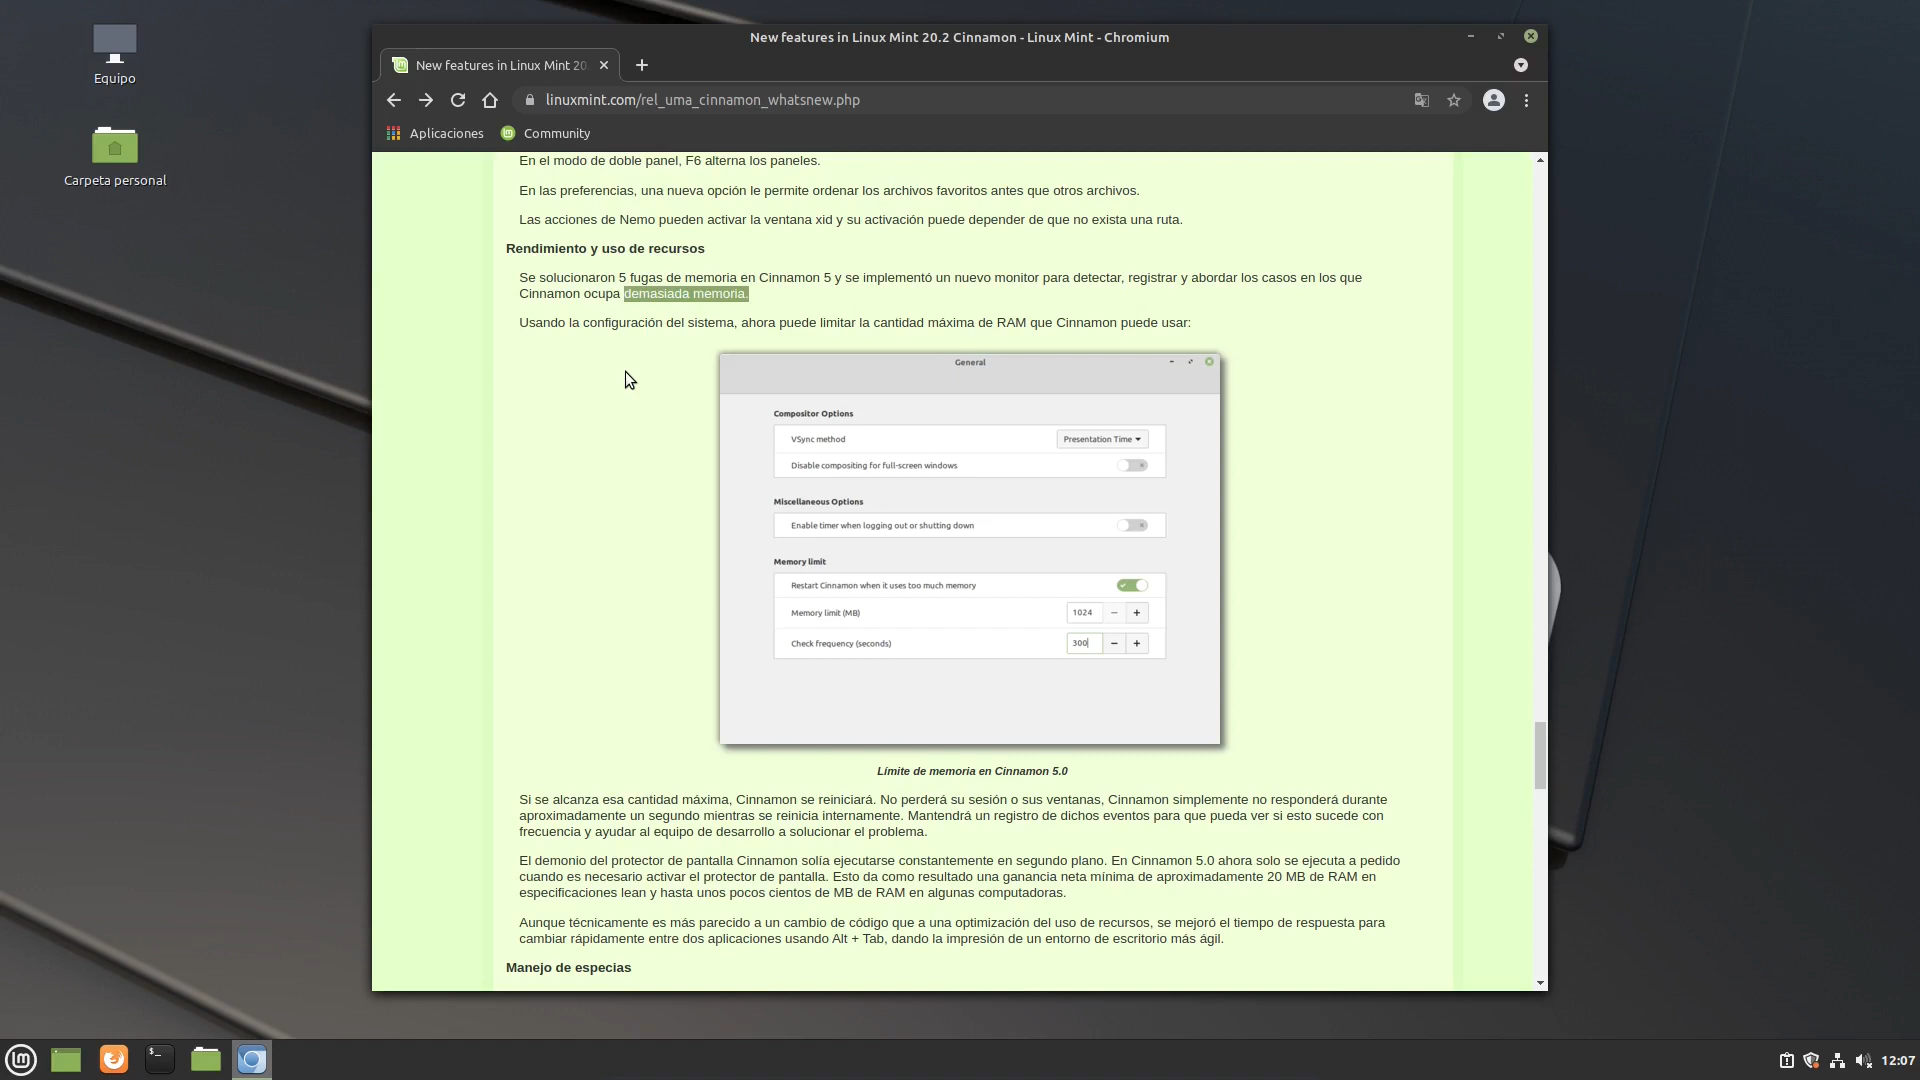 Equipo
Carpeta personal
New features in Linux Mint 20.2 Cinnamon - Linux Mint - Chromium
New features in Linux Mint 20
linuxmint.com/rel_uma_cinnamon_whatsnew.php
Aplicaciones
Community
En el modo de doble panel, F6 alterna los paneles.
En las preferencias, una nueva opción le permite ordenar los archivos favoritos antes que otros archivos.
Las acciones de Nemo pueden activar la ventana xid y su activación puede depender de que no exista una ruta.
Rendimiento y uso de recursos
Se solucionaron 5 fugas de memoria en Cinnamon 5 y se implementó un nuevo monitor para detectar, registrar y abordar los casos en los que
Cinnamon ocupa demasiada memoria.
Usando la configuración del sistema, ahora puede limitar la cantidad máxima de RAM que Cinnamon puede usar:
General
Compositor Options
VSync method
Presentation Time
Disable compositing for full-screen windows
Miscellaneous Options
Enable timer when logging out or shutting down
Memory limit
Restart Cinnamon when it uses too much memory
Memory limit (MB)
1024
Check frequency (seconds)
300
Límite de memoria en Cinnamon 5.0
Si se alcanza esa cantidad máxima, Cinnamon se reiniciará. No perderá su sesión o sus ventanas, Cinnamon simplemente no responderá durante
aproximadamente un segundo mientras se reinicia internamente. Mantendrá un registro de dichos eventos para que pueda ver si esto sucede con
frecuencia y ayudar al equipo de desarrollo a solucionar el problema.
El demonio del protector de pantalla Cinnamon solía ejecutarse constantemente en segundo plano. En Cinnamon 5.0 ahora solo se ejecuta a pedido
cuando es necesario activar el protector de pantalla. Esto da como resultado una ganancia neta mínima de aproximadamente 20 MB de RAM en
especificaciones lean y hasta unos pocos cientos de MB de RAM en algunas computadoras.
Aunque técnicamente es más parecido a un cambio de código que a una optimización del uso de recursos, se mejoró el tiempo de respuesta para
cambiar rápidamente entre dos aplicaciones usando Alt + Tab, dando la impresión de un entorno de escritorio más ágil.
Manejo de especias
12:07